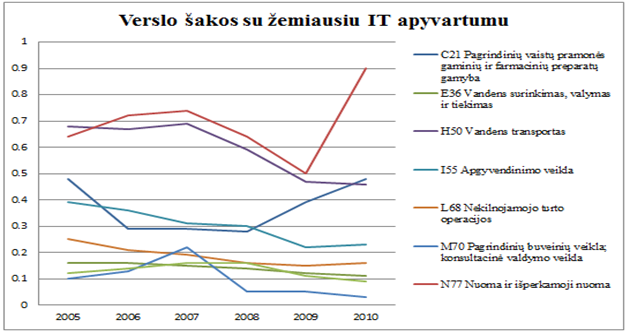 Verslo šakos su žemiausiu IT apyvartumu
1
0.9
0.8
0.7
0.6
0.5
0.4
0.3
0.2
0.1
0
2005 2006 2007 2008 2009 2010
C21 Pagrindinių vaistų pramonės
gaminių ir farmacinių preparatų
gamyba
E36 Vandens surinkimas, valymas
ir tiekimas
H50 Vandens transportas
I55 Apgyvendinimo veikla
L68 Nekilnojamojo turto
operacijos
M70 Pagrindinių buveinių veikla;
konsultacinė valdymo veikla
N77 Nuoma ir išperkamoji nuoma